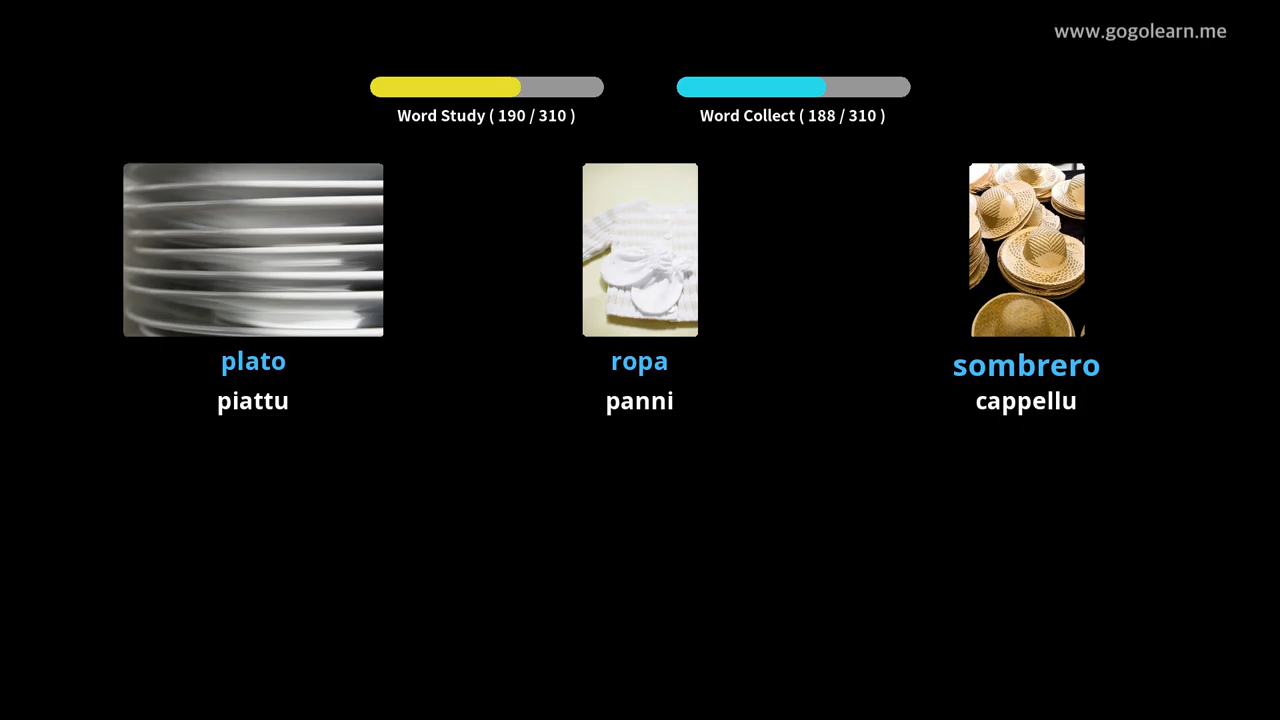 www.gogolearn.me
Word Study ( 190 / 310 )
Word Collect ( 188 / 310 )
plato
ropa
sombrero
piattu
panni
cappellu